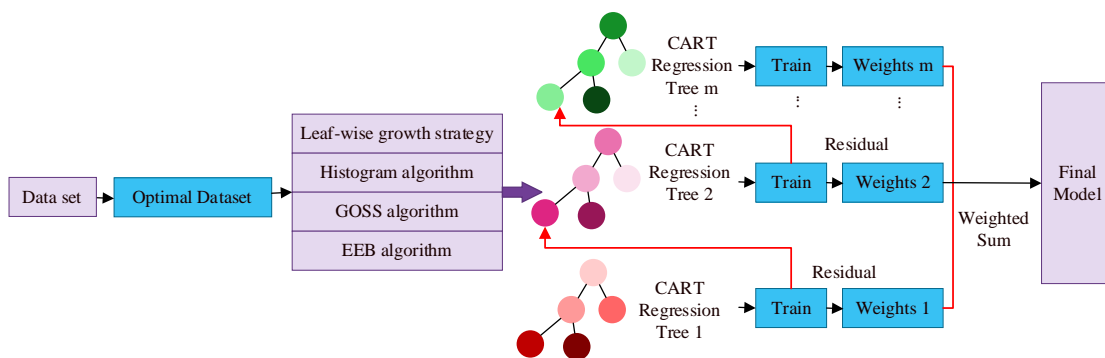 Data set
Optimal Dataset
Leaf-wise growth strategy
Histogram algorithm
GOSS algorithm
EEB algorithm
CART
Regression
Tree m
⋮
Train
⋮
Weights m
⋮
CART
Regression
Tree 2
Train
Residual
Weights 2
CART
Regression
Tree 1
Train
Residual
Weights 1
Weighted
Sum
Final
Model